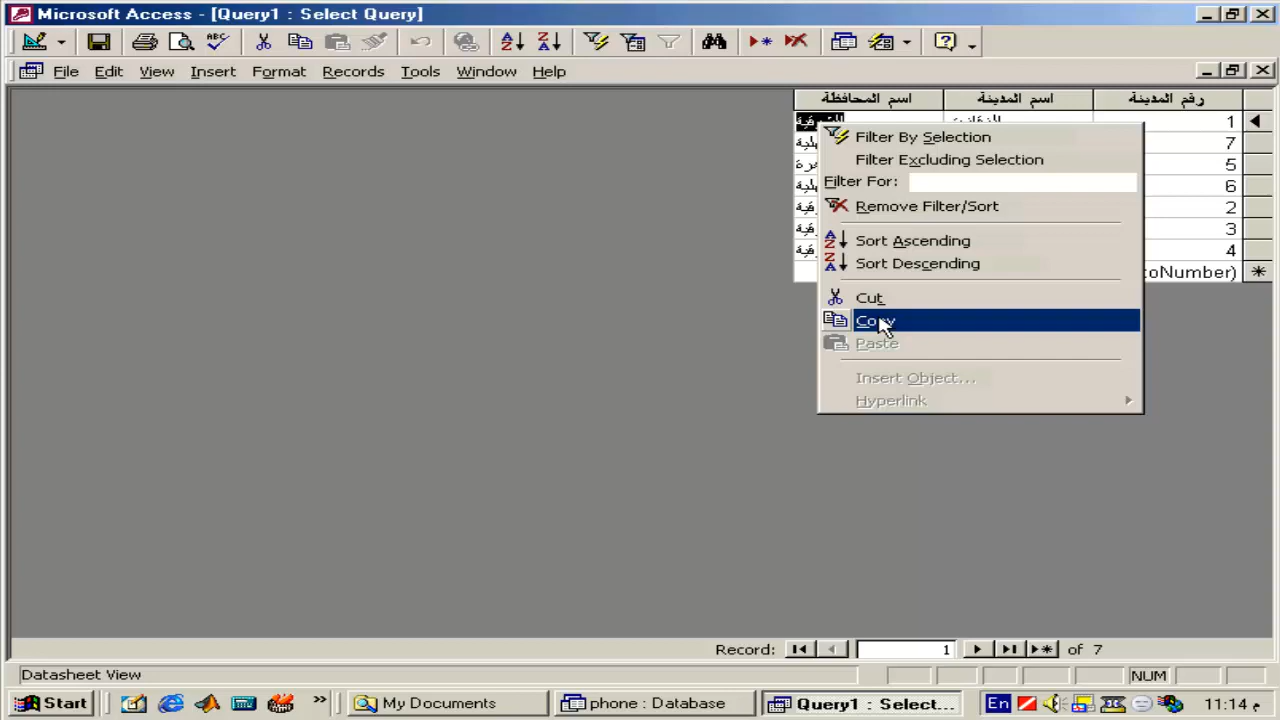 Microsoft Access - [Query1 : Select Query]
File Edit View Insert Format Records Tools Window Help
رقم المدينة اسم المدينة اسم المحافظة
1
7
5
6
2
3
4
oNumber)
Filter By Selection
Filter Excluding Selection
Filter For:
Remove Filter/Sort
Sort Ascending
Sort Descending
Cut
Copy
Paste
Insert Object...
Hyperlink
Record: 1 of 7
Datasheet View NUM
Start My Documents phone : Database Query1 : Select... En 11:14 م